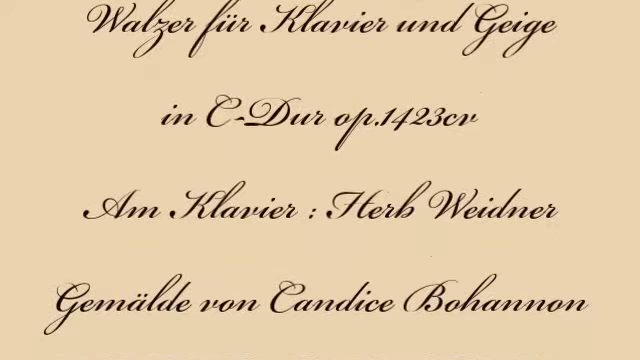 Walzer für Klavier und Geige
in C-Dur op.1423cv
Am Klavier : Herb Weidner
Gemälde von Candice Bohannon